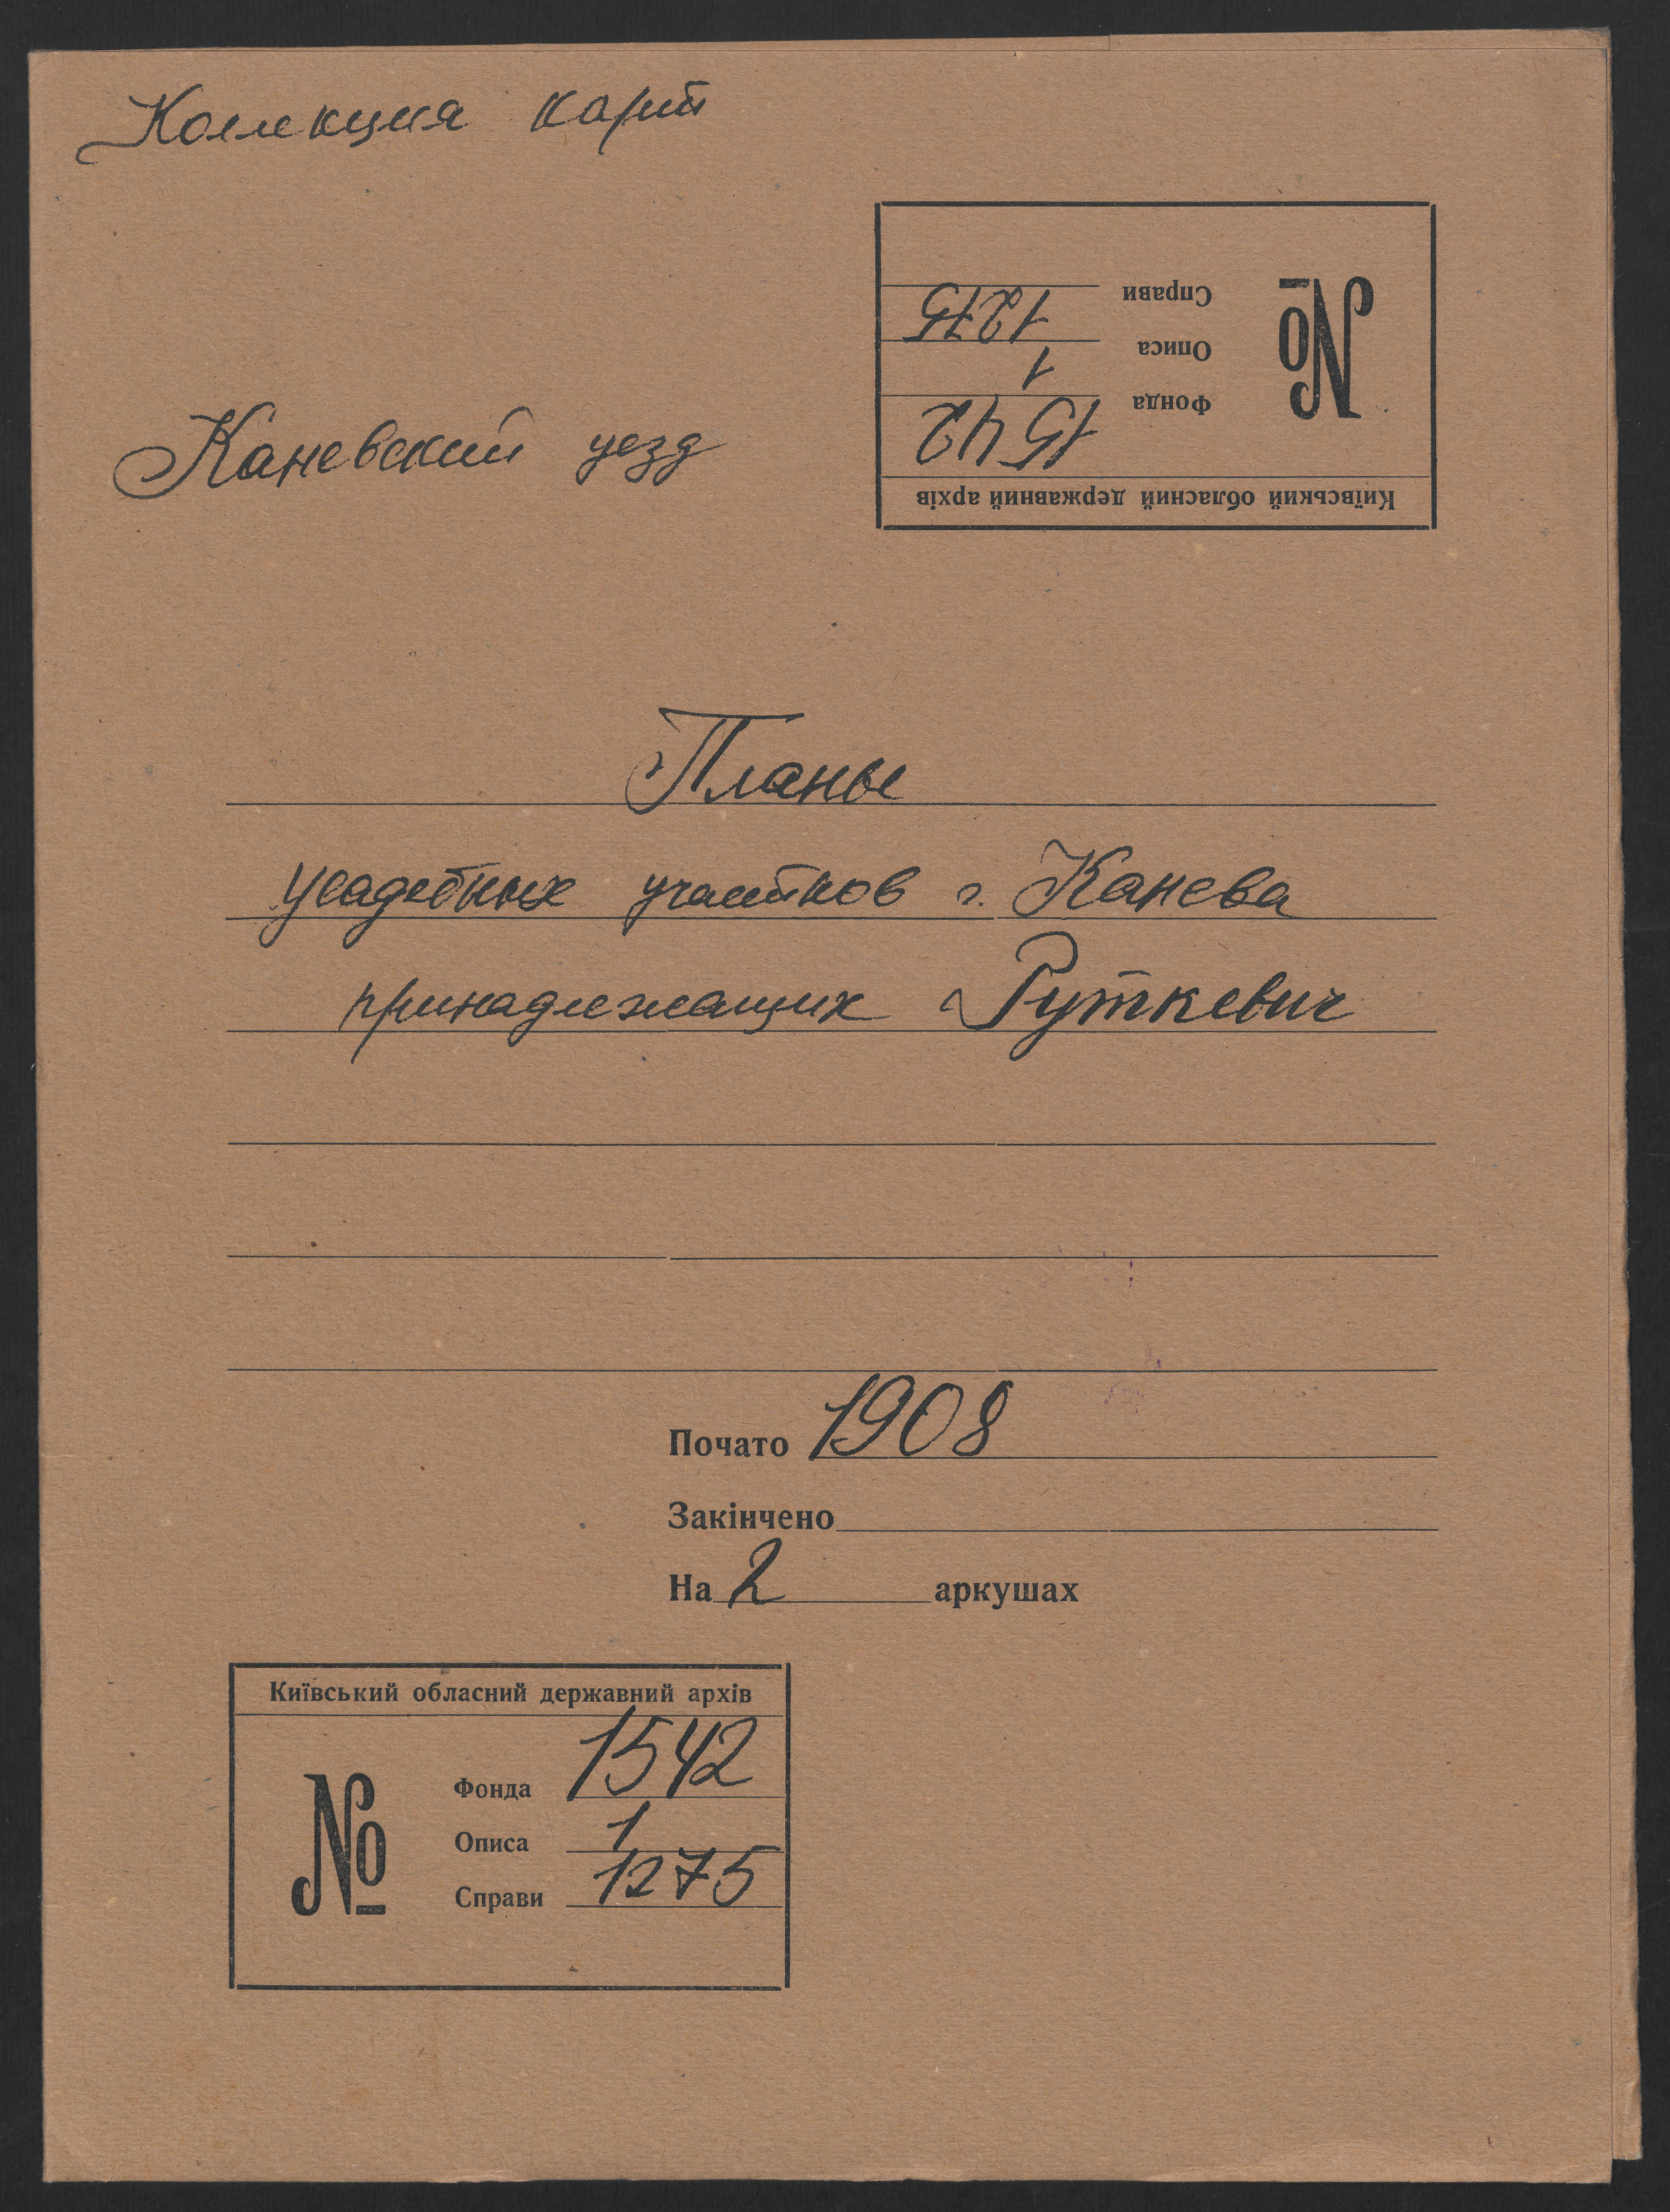 Коллекция карт
Справи 1275
Описа 1
Фонда 1542
№
Київський обласний державний архів
Каневский уезд
Планы
усадебных участков г. Канева
принадлежащих Руткевич
Почато 1908
Закінчено
На 2 аркушах
Київський обласний державний архів
№
Фонда 1542
Описа 1
Справи 1275